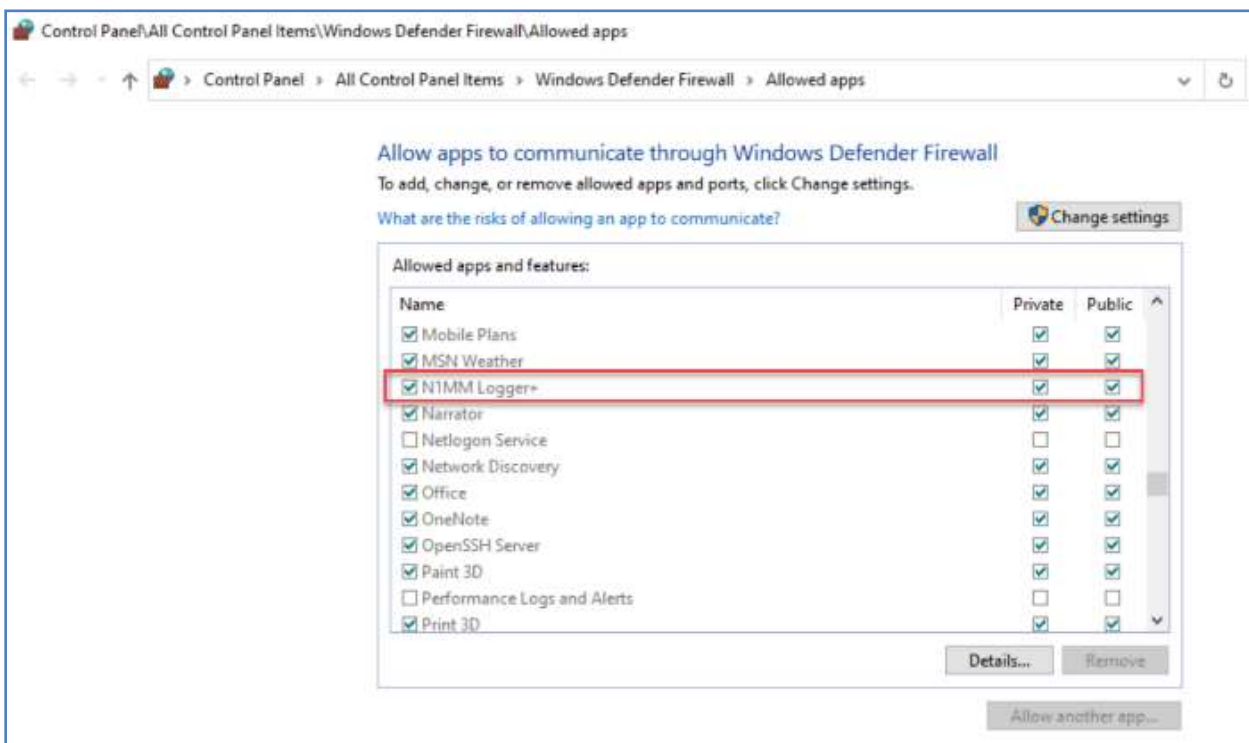 Control Panel\All Control Panel Items\Windows Defender Firewall\Allowed apps
Control Panel > All Control Panel Items > Windows Defender Firewall > Allowed apps
Allow apps to communicate through Windows Defender Firewall
To add, change, or remove allowed apps and ports, click Change settings.
What are the risks of allowing an app to communicate?
Change settings
Allowed apps and features:
Name Private Public
Mobile Plans
MSN Weather
N1MM Logger+
Narrator
Netlogon Service
Network Discovery
Office
OneNote
OpenSSH Server
Paint 3D
Performance Logs and Alerts
Print 3D
Details... Remove
Allow another app...